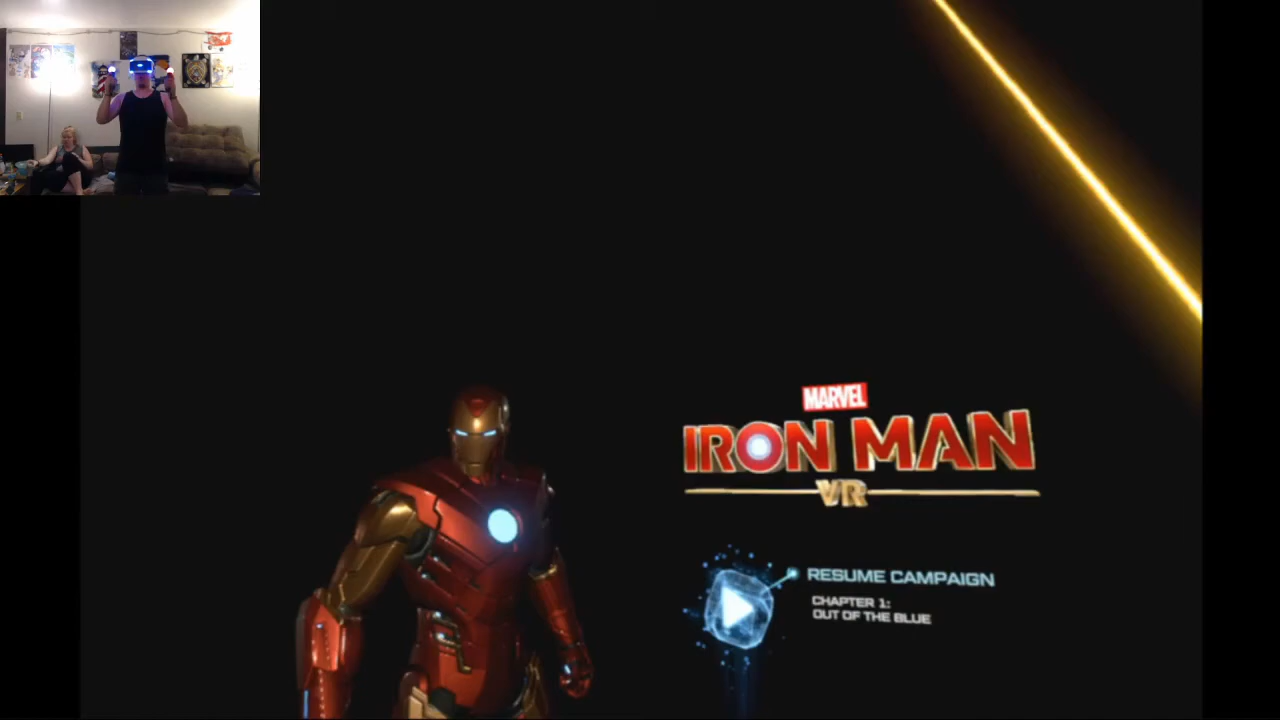 MARVEL
IRON MAN
VR
RESUME CAMPAIGN
CHAPTER 1:
OUT OF THE BLUE